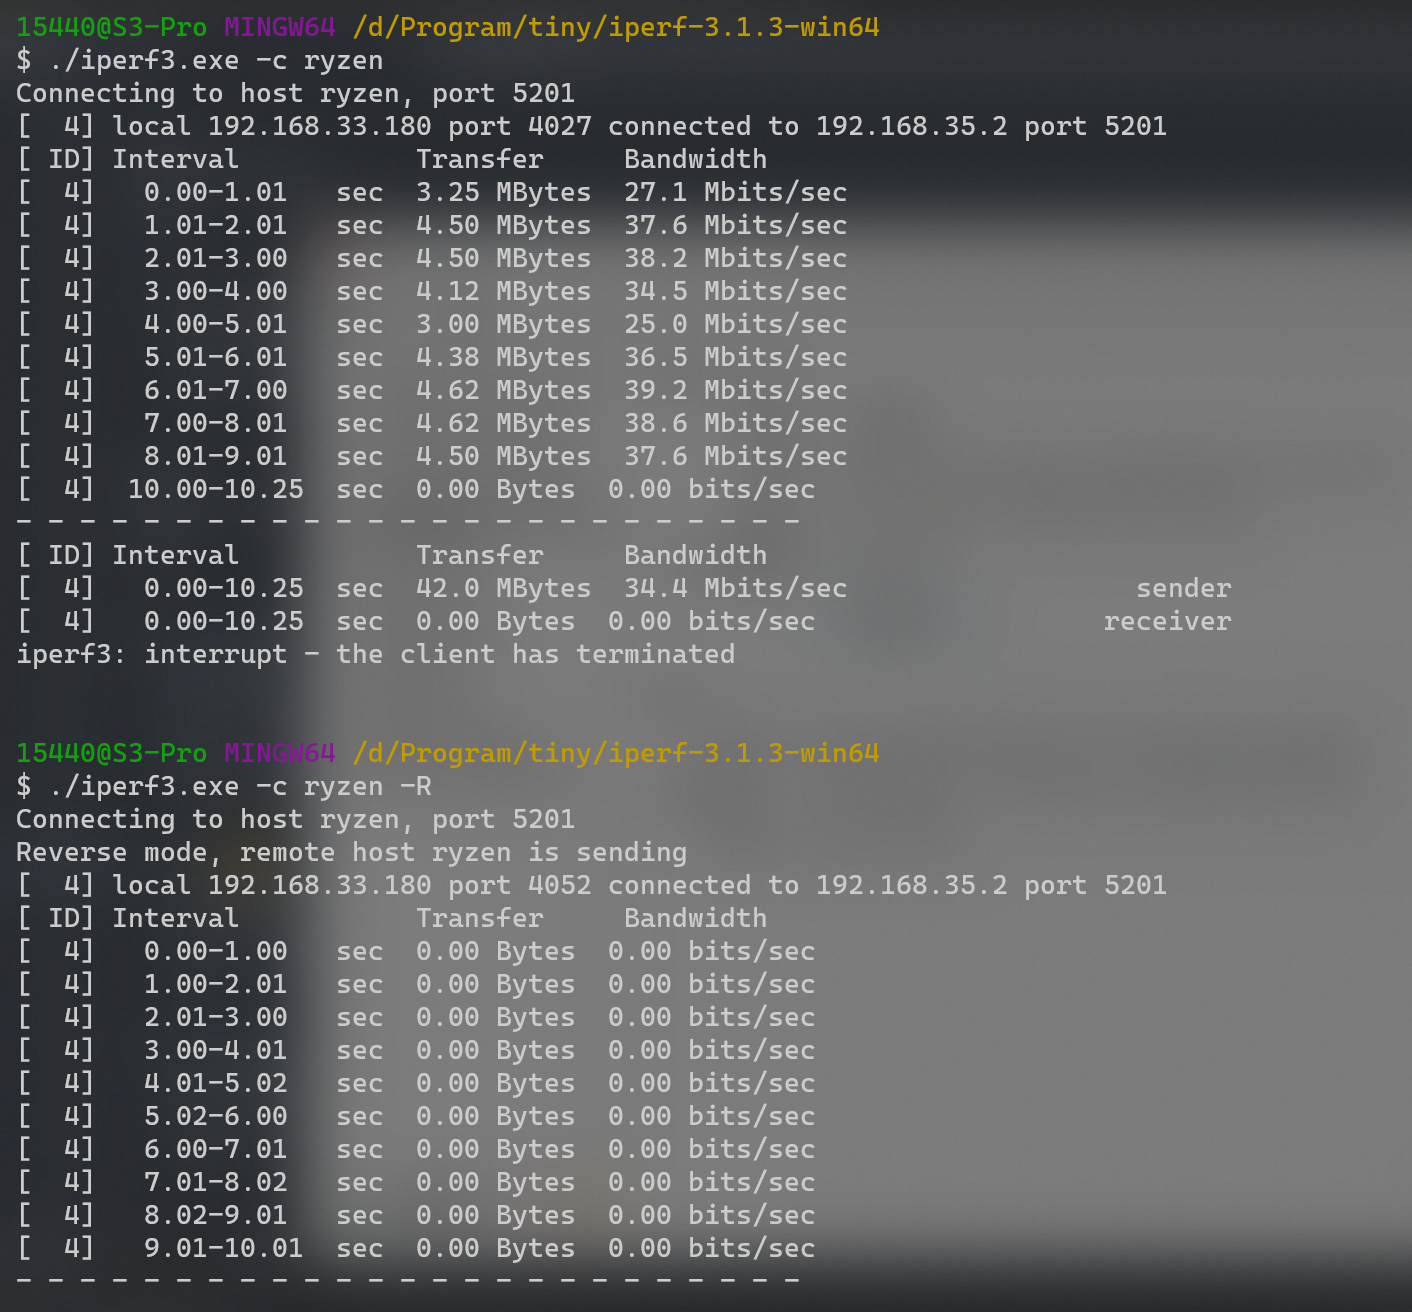 15440@S3-Pro MINGW64 /d/Program/tiny/iperf-3.1.3-win64
$ ./iperf3.exe -c ryzen
Connecting to host ryzen, port 5201
[  4] local 192.168.33.180 port 4027 connected to 192.168.35.2 port 5201
[ ID] Interval           Transfer     Bandwidth
[  4]   0.00-1.01   sec  3.25 MBytes  27.1 Mbits/sec
[  4]   1.01-2.01   sec  4.50 MBytes  37.6 Mbits/sec
[  4]   2.01-3.00   sec  4.50 MBytes  38.2 Mbits/sec
[  4]   3.00-4.00   sec  4.12 MBytes  34.5 Mbits/sec
[  4]   4.00-5.01   sec  3.00 MBytes  25.0 Mbits/sec
[  4]   5.01-6.01   sec  4.38 MBytes  36.5 Mbits/sec
[  4]   6.01-7.00   sec  4.62 MBytes  39.2 Mbits/sec
[  4]   7.00-8.01   sec  4.62 MBytes  38.6 Mbits/sec
[  4]   8.01-9.01   sec  4.50 MBytes  37.6 Mbits/sec
[  4]  10.00-10.25  sec  0.00 Bytes  0.00 bits/sec
- - - - - - - - - - - - - - - - - - - - - - - - -
[ ID] Interval           Transfer     Bandwidth
[  4]   0.00-10.25  sec  42.0 MBytes  34.4 Mbits/sec                  sender
[  4]   0.00-10.25  sec  0.00 Bytes  0.00 bits/sec                  receiver
iperf3: interrupt - the client has terminated
15440@S3-Pro MINGW64 /d/Program/tiny/iperf-3.1.3-win64
$ ./iperf3.exe -c ryzen -R
Connecting to host ryzen, port 5201
Reverse mode, remote host ryzen is sending
[  4] local 192.168.33.180 port 4052 connected to 192.168.35.2 port 5201
[ ID] Interval           Transfer     Bandwidth
[  4]   0.00-1.00   sec  0.00 Bytes  0.00 bits/sec
[  4]   1.00-2.01   sec  0.00 Bytes  0.00 bits/sec
[  4]   2.01-3.00   sec  0.00 Bytes  0.00 bits/sec
[  4]   3.00-4.01   sec  0.00 Bytes  0.00 bits/sec
[  4]   4.01-5.02   sec  0.00 Bytes  0.00 bits/sec
[  4]   5.02-6.00   sec  0.00 Bytes  0.00 bits/sec
[  4]   6.00-7.01   sec  0.00 Bytes  0.00 bits/sec
[  4]   7.01-8.02   sec  0.00 Bytes  0.00 bits/sec
[  4]   8.02-9.01   sec  0.00 Bytes  0.00 bits/sec
[  4]   9.01-10.01  sec  0.00 Bytes  0.00 bits/sec
- - - - - - - - - - - - - - - - - - - - - - - - -